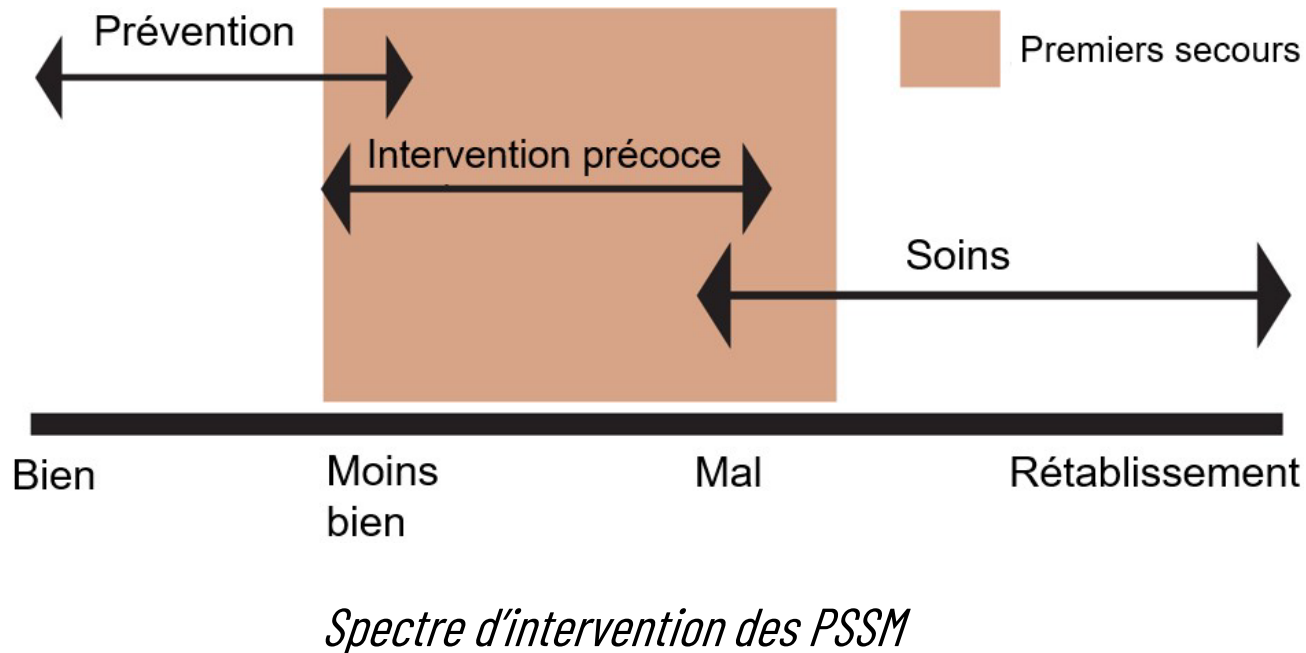 Prévention
Premiers secours
Intervention précoce
Soins
Bien
Moins
bien
Mal
Rétablissement
Spectre d'intervention des PSSM